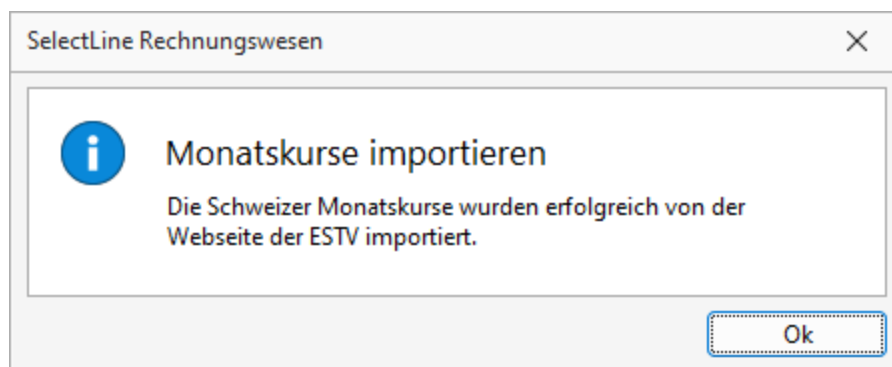 SelectLine Rechnungswesen
Monatskurse importieren
Die Schweizer Monatskurse wurden erfolgreich von der
Webseite der ESTV importiert.
Ok